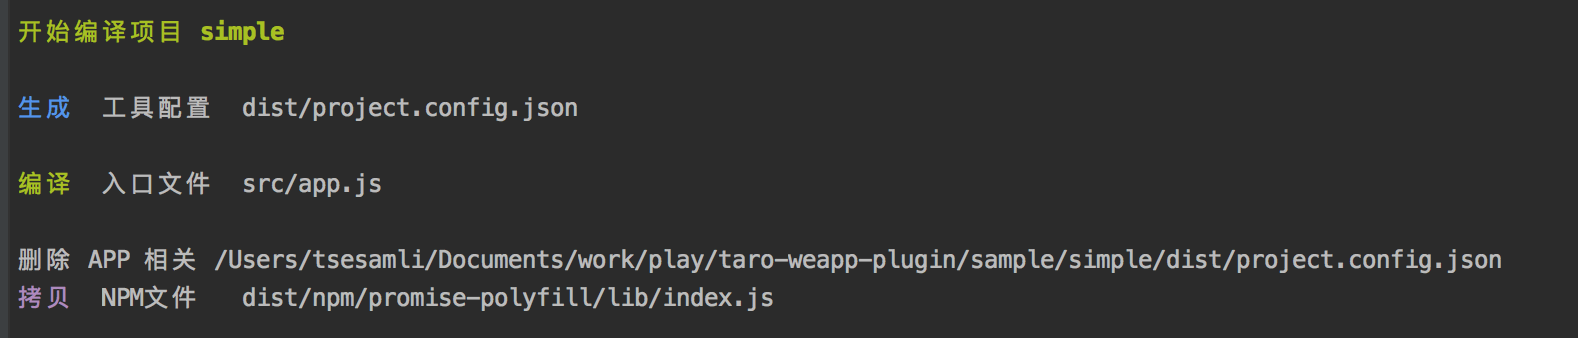 开始编译项目 simple
生成 工具配置 dist/project.config.json
编译 入口文件 src/app.js
删除 APP 相关 /Users/tsesamli/Documents/work/play/taro-weapp-plugin/sample/simple/dist/project.config.json
拷贝 NPM文件 dist/npm/promise-polyfill/lib/index.js